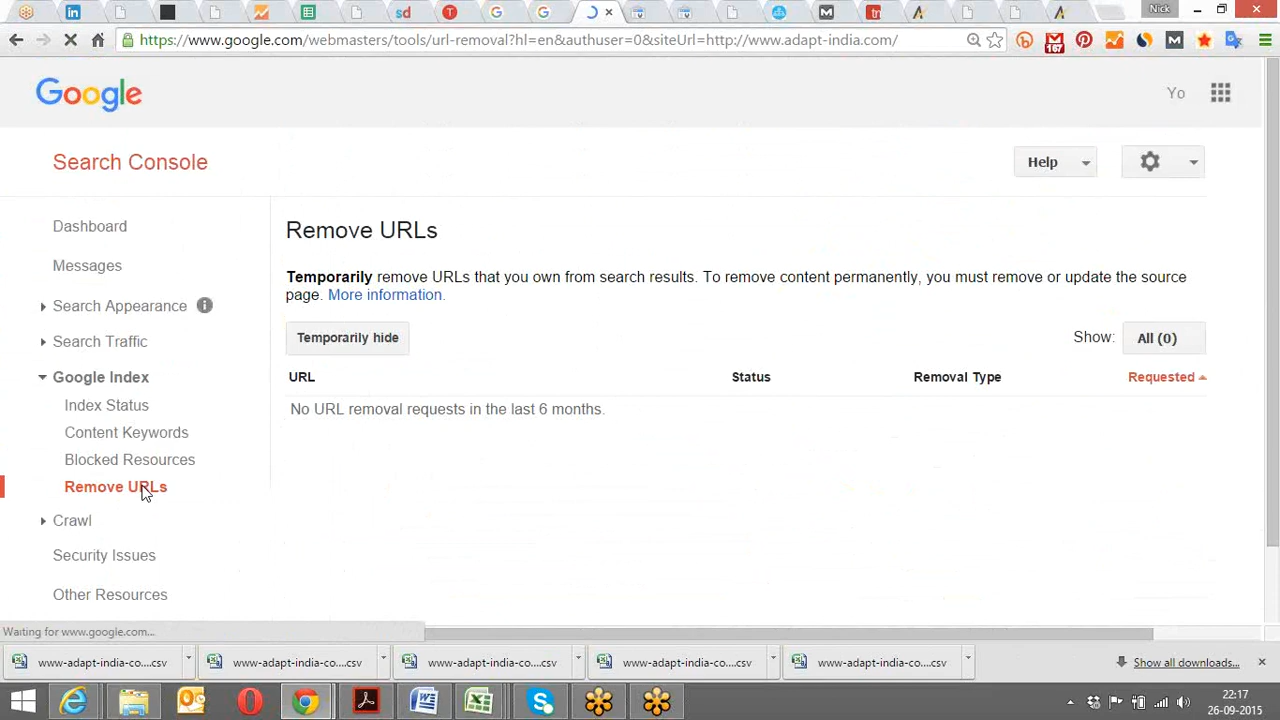 Nick
https://www.google.com/webmasters/tools/url-removal?hl=en&authuser=0&siteUrl=http://www.adapt-india.com/
167
Google
Yo
Search Console
Help
Dashboard
Messages
Search Appearance
Search Traffic
Google Index
Index Status
Content Keywords
Blocked Resources
Remove URLs
Crawl
Security Issues
Other Resources
Remove URLs
Temporarily remove URLs that you own from search results. To remove content permanently, you must remove or update the source
page. More information.
Temporarily hide
Show: All (0)
URL Status Removal Type Requested
No URL removal requests in the last 6 months.
Waiting for www.google.com...
www-adapt-india-co....csv www-adapt-india-co....csv www-adapt-india-co....csv www-adapt-india-co....csv www-adapt-india-co....csv Show all downloads...
22:17
26-09-2015